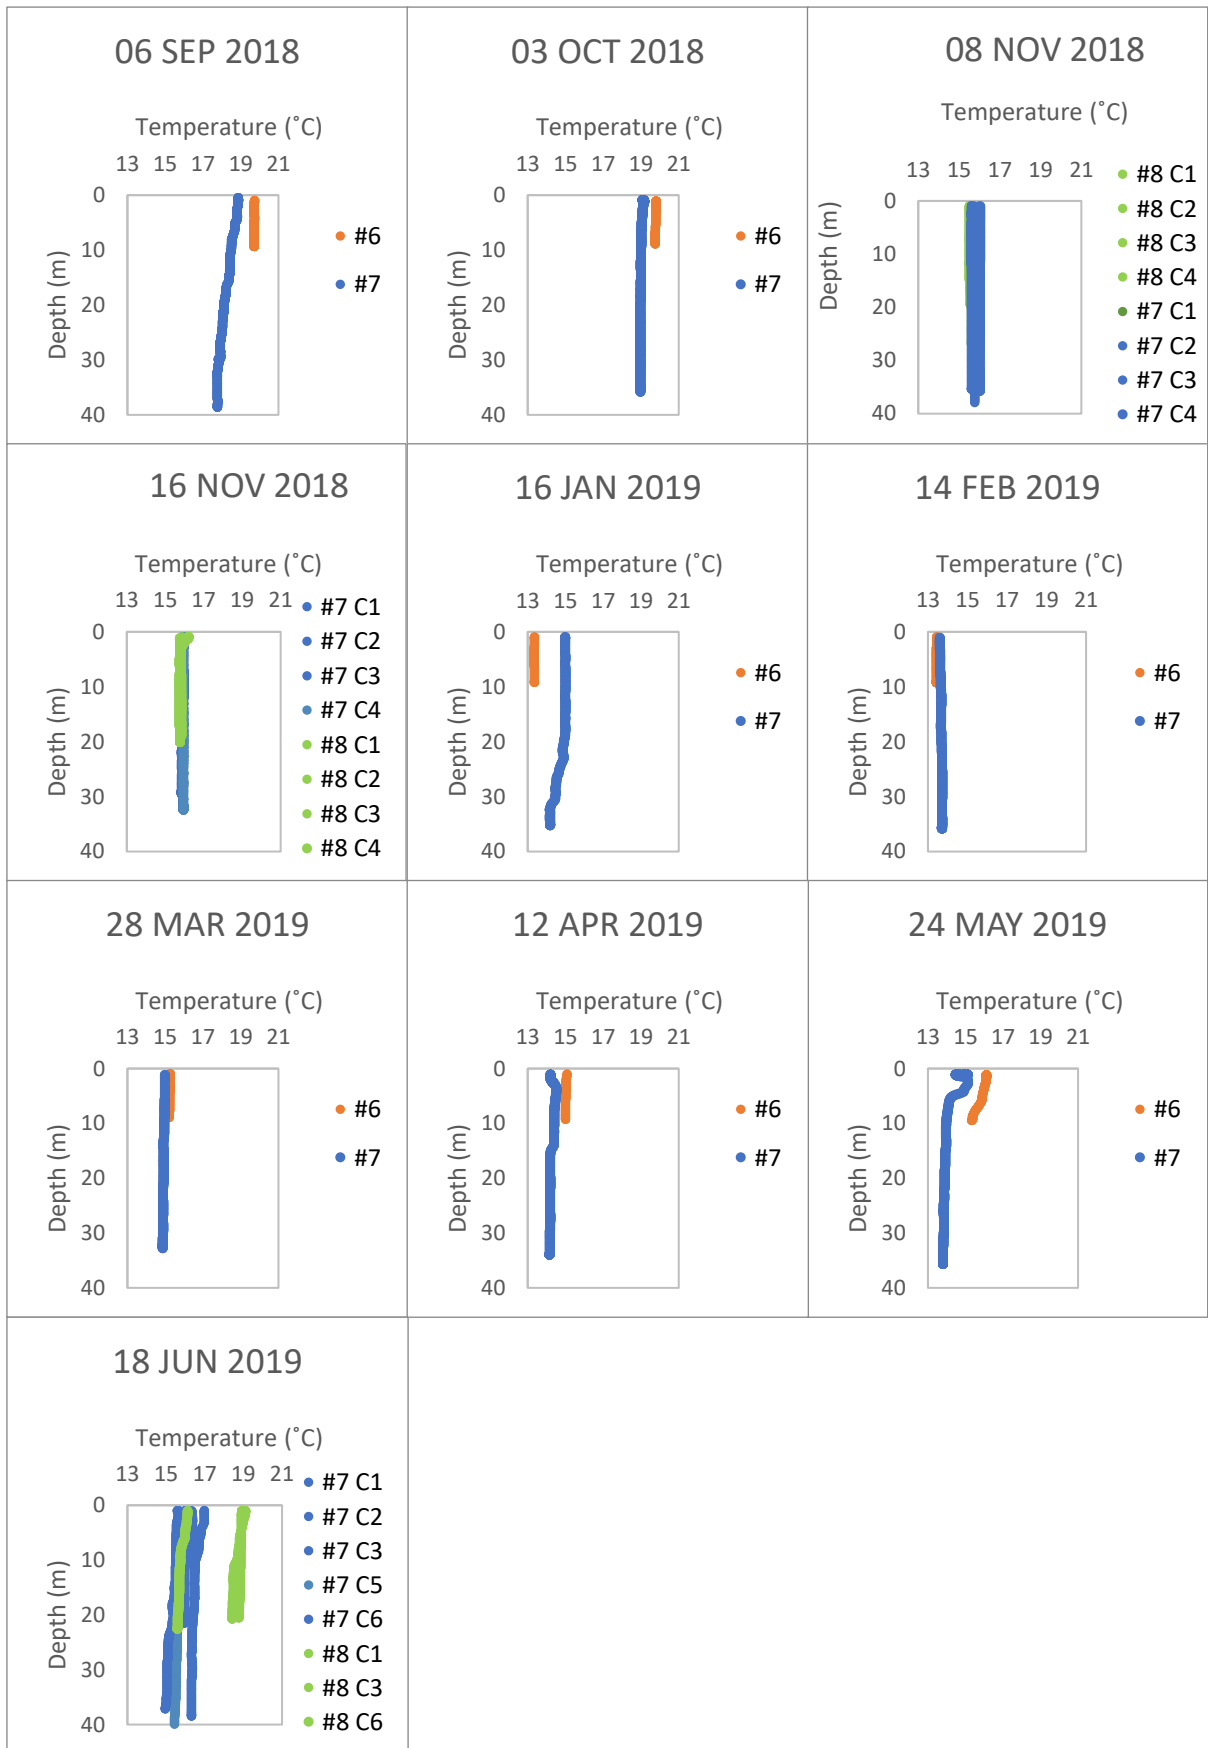 06 SEP 2018
Temperature (˚C)
13 15 17 19 21
0
10
20
30
40
Depth (m)
#6
#7
03 OCT 2018
Temperature (˚C)
13 15 17 19 21
0
10
20
30
40
Depth (m)
#6
#7
08 NOV 2018
Temperature (˚C)
13 15 17 19 21
0
10
20
30
40
Depth (m)
#8 C1
#8 C2
#8 C3
#8 C4
#7 C1
#7 C2
#7 C3
#7 C4
16 NOV 2018
Temperature (˚C)
13 15 17 19 21
0
10
20
30
40
Depth (m)
#7 C1
#7 C2
#7 C3
#7 C4
#8 C1
#8 C2
#8 C3
#8 C4
16 JAN 2019
Temperature (˚C)
13 15 17 19 21
0
10
20
30
40
Depth (m)
#6
#7
14 FEB 2019
Temperature (˚C)
13 15 17 19 21
0
10
20
30
40
Depth (m)
#6
#7
28 MAR 2019
Temperature (˚C)
13 15 17 19 21
0
10
20
30
40
Depth (m)
#6
#7
12 APR 2019
Temperature (˚C)
13 15 17 19 21
0
10
20
30
40
Depth (m)
#6
#7
24 MAY 2019
Temperature (˚C)
13 15 17 19 21
0
10
20
30
40
Depth (m)
#6
#7
18 JUN 2019
Temperature (˚C)
13 15 17 19 21
0
10
20
30
40
Depth (m)
#7 C1
#7 C2
#7 C3
#7 C5
#7 C6
#8 C1
#8 C3
#8 C6